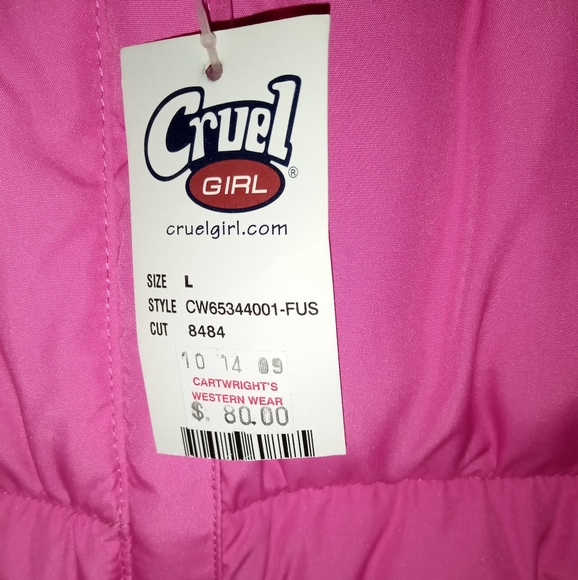 Cruel
GIRL ®
cruelgirl.com
SIZE L
STYLE CW65344001-FUS
CUT 8484
10 14 09
CARTWRIGHT'S
WESTERN WEAR
$. 80.00